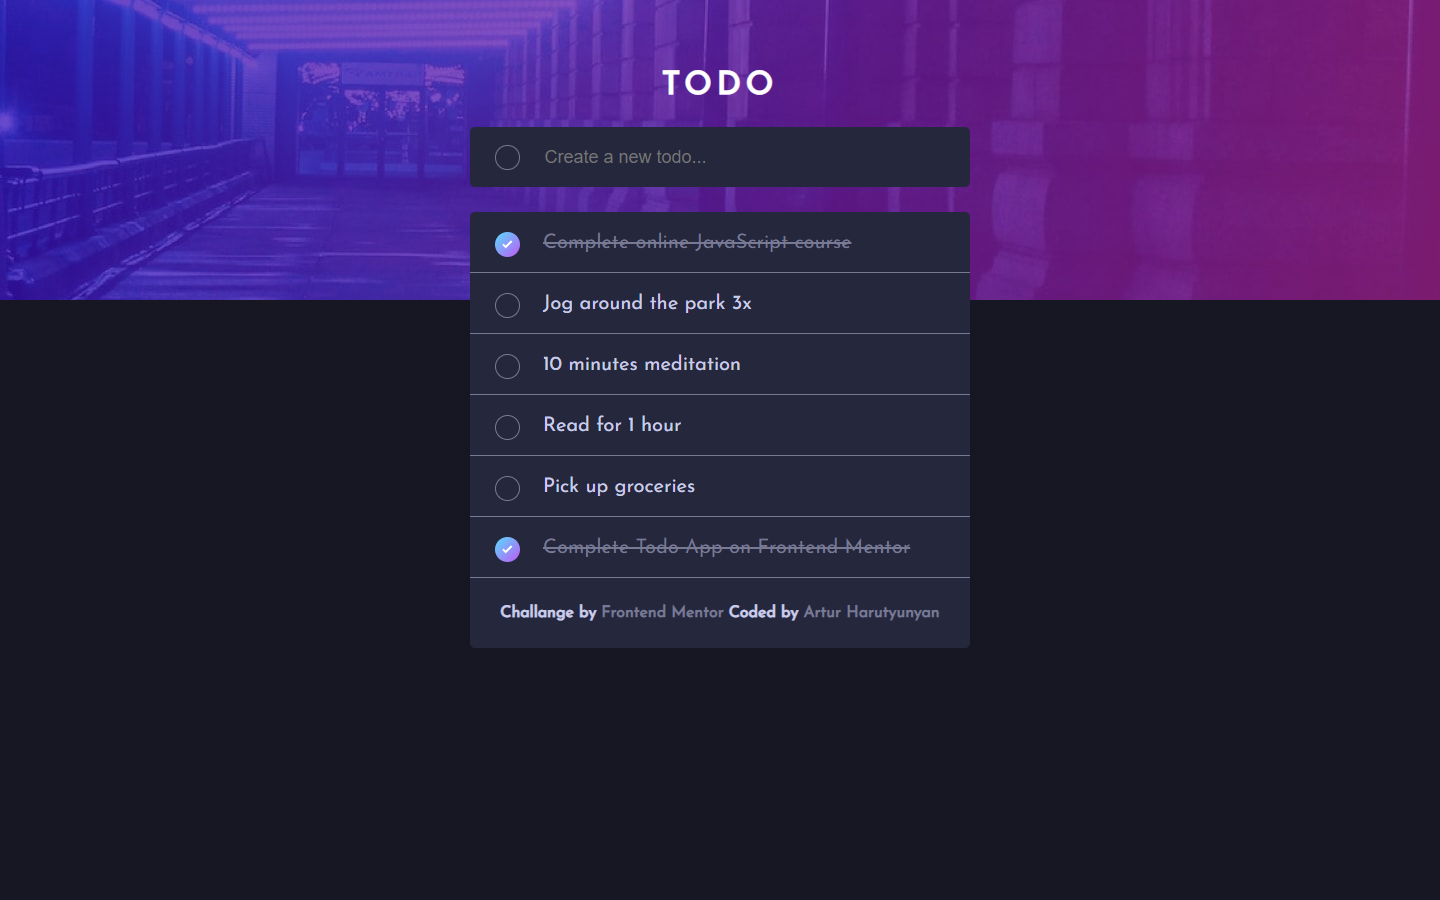 TODO
Create a new todo...
Complete online JavaScript course
Jog around the park 3x
10 minutes meditation
Read for 1 hour
Pick up groceries
Complete Todo App on Frontend Mentor
Challange by Frontend Mentor Coded by Artur Harutyunyan